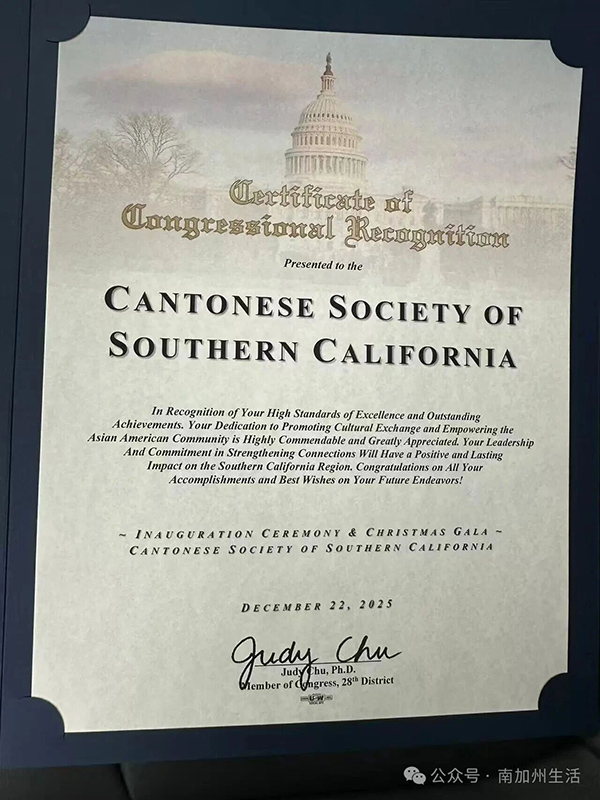 Certificate of
Congressional Recognition
Presented to the
CANTONESE SOCIETY OF
SOUTHERN CALIFORNIA
In Recognition of Your High Standards of Excellence and Outstanding
Achievements. Your Dedication to Promoting Cultural Exchange and Empowering the
Asian American Community is Highly Commendable and Greatly Appreciated. Your Leadership
And Commitment in Strengthening Connections Will Have a Positive and Lasting
Impact on the Southern California Region. Congratulations on All Your
Accomplishments and Best Wishes on Your Future Endeavors!
~ INAUGURATION CEREMONY & CHRISTMAS GALA ~
CANTONESE SOCIETY OF SOUTHERN CALIFORNIA
DECEMBER 22, 2025
Judy Chu
Judy Chu, Ph.D.
Member of Congress, 28th District
公众号·南加州生活